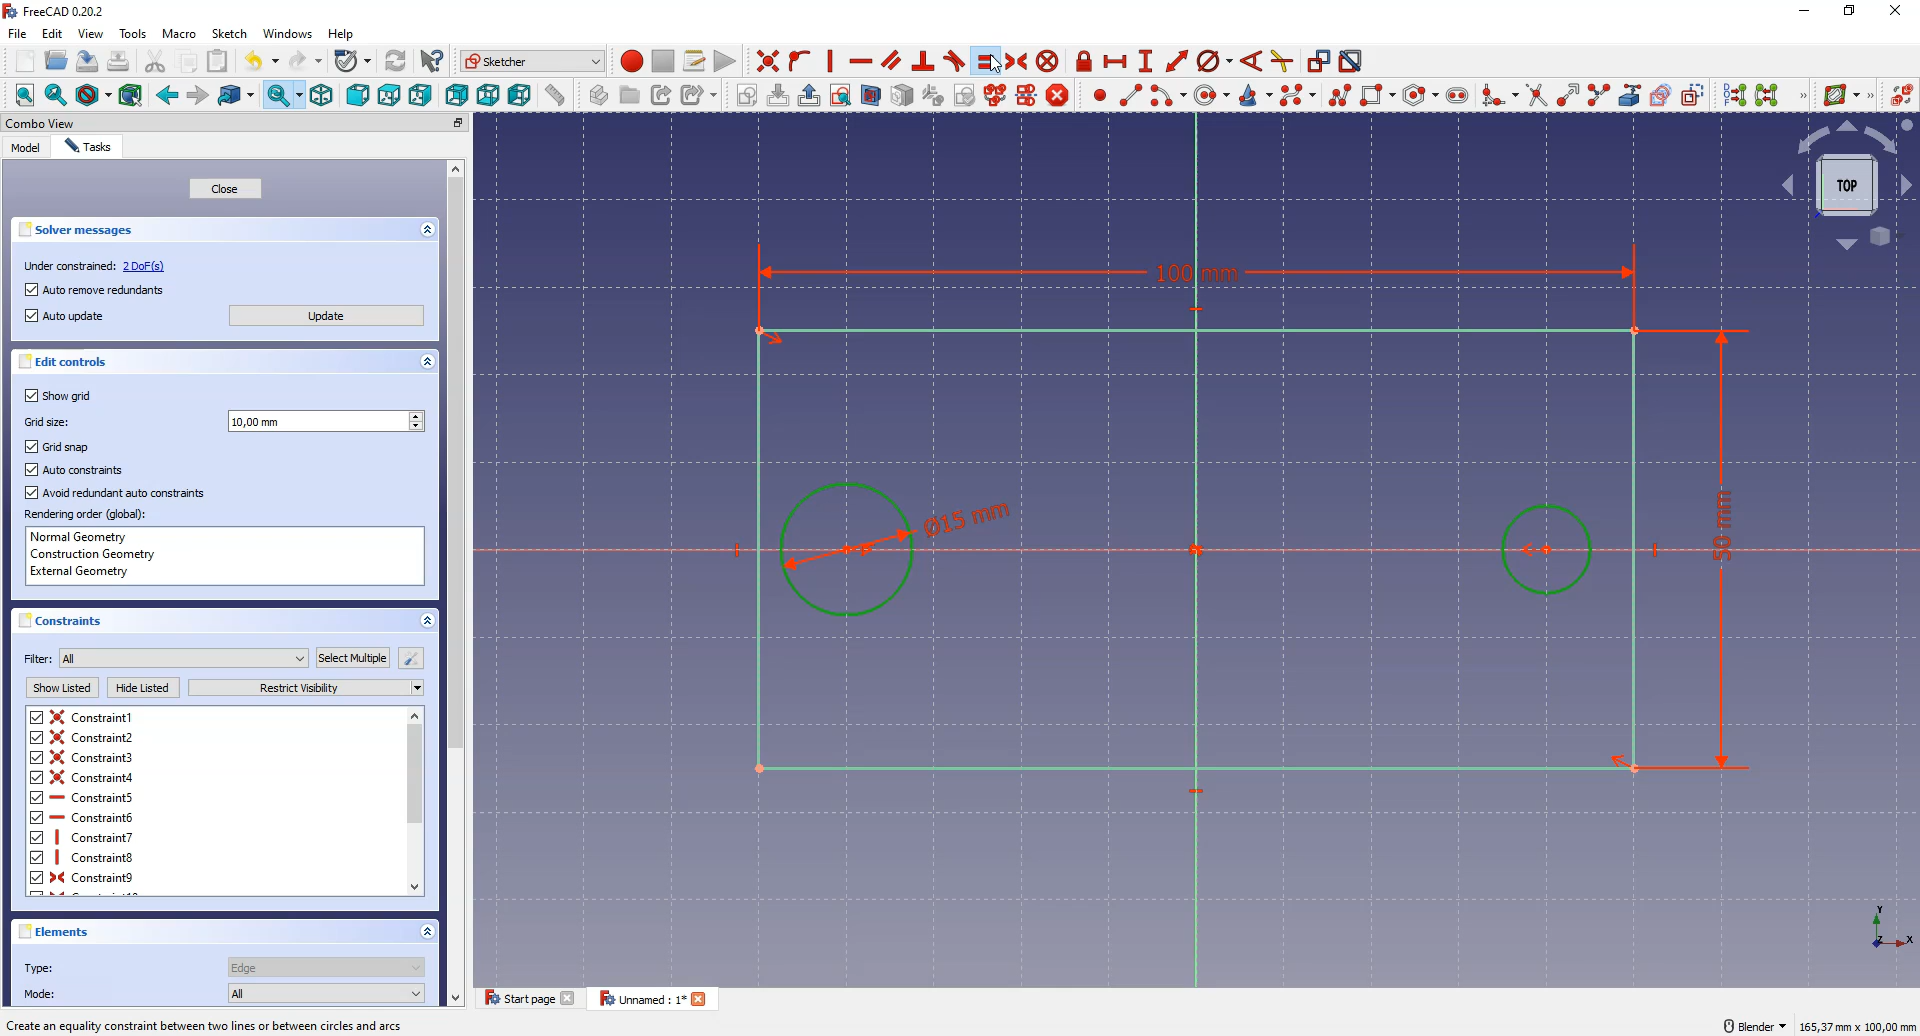 FreeCAD 0.20.2
File Edit View Tools Macro Sketch Windows Help
Sketcher
Combo View
Model Tasks
Close
Solver messages
Under constrained: 2 DoF(s)
Auto remove redundants
Auto update Update
Edit controls
Show grid
Grid size: 10,00 mm
Grid snap
Auto constraints
Avoid redundant auto constraints
Rendering order (global):
Normal Geometry
Construction Geometry
External Geometry
Constraints
Filter: All Select Multiple
Show Listed Hide Listed Restrict Visibility
Constraint1
Constraint2
Constraint3
Constraint4
Constraint5
Constraint6
Constraint7
Constraint8
Constraint9
Elements
Type: Edge
Mode: All
100 mm
Ø15 mm
50 mm
TOP
Y
Z X
Start page Unnamed : 1*
Create an equality constraint between two lines or between circles and arcs
Blender 165,37 mm x 100,00 mm